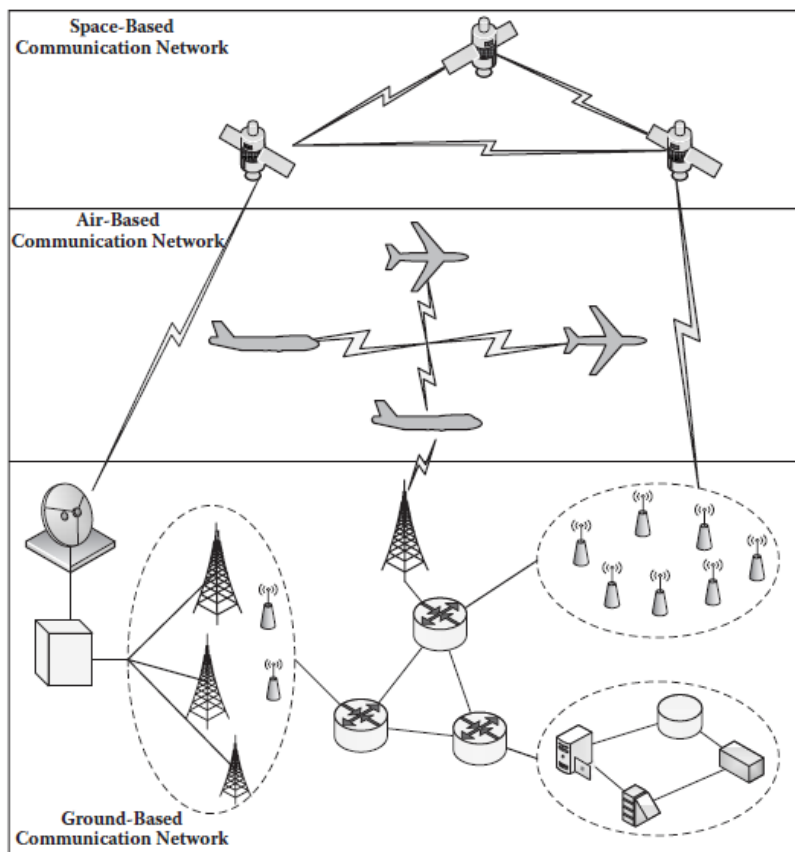 Space-Based
Communication Network
Air-Based
Communication Network
Ground-Based
Communication Network